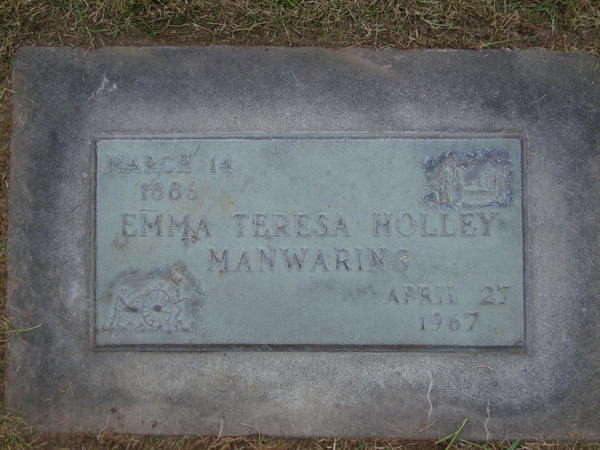 MARCH 14
1886
EMMA TERESA HOLLEY
MANWARING
APRIL 27
1967